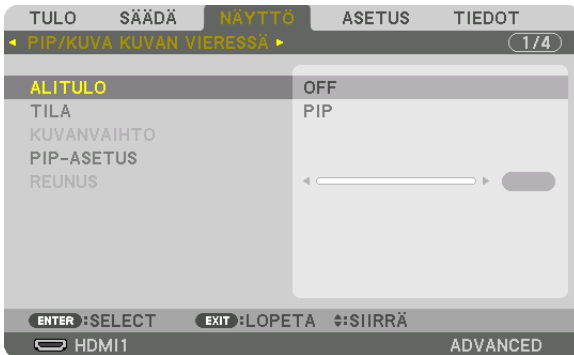 TULO SÄÄDÄ NÄYTTÖ ASETUS TIEDOT
PIP/KUVA KUVAN VIERESSÄ 1/4
ALITULO OFF
TILA PIP
KUVANVAIHTO
PIP-ASETUS
REUNUS
ENTER :SELECT EXIT :LOPETA :SIIRRÄ
HDMI1 ADVANCED